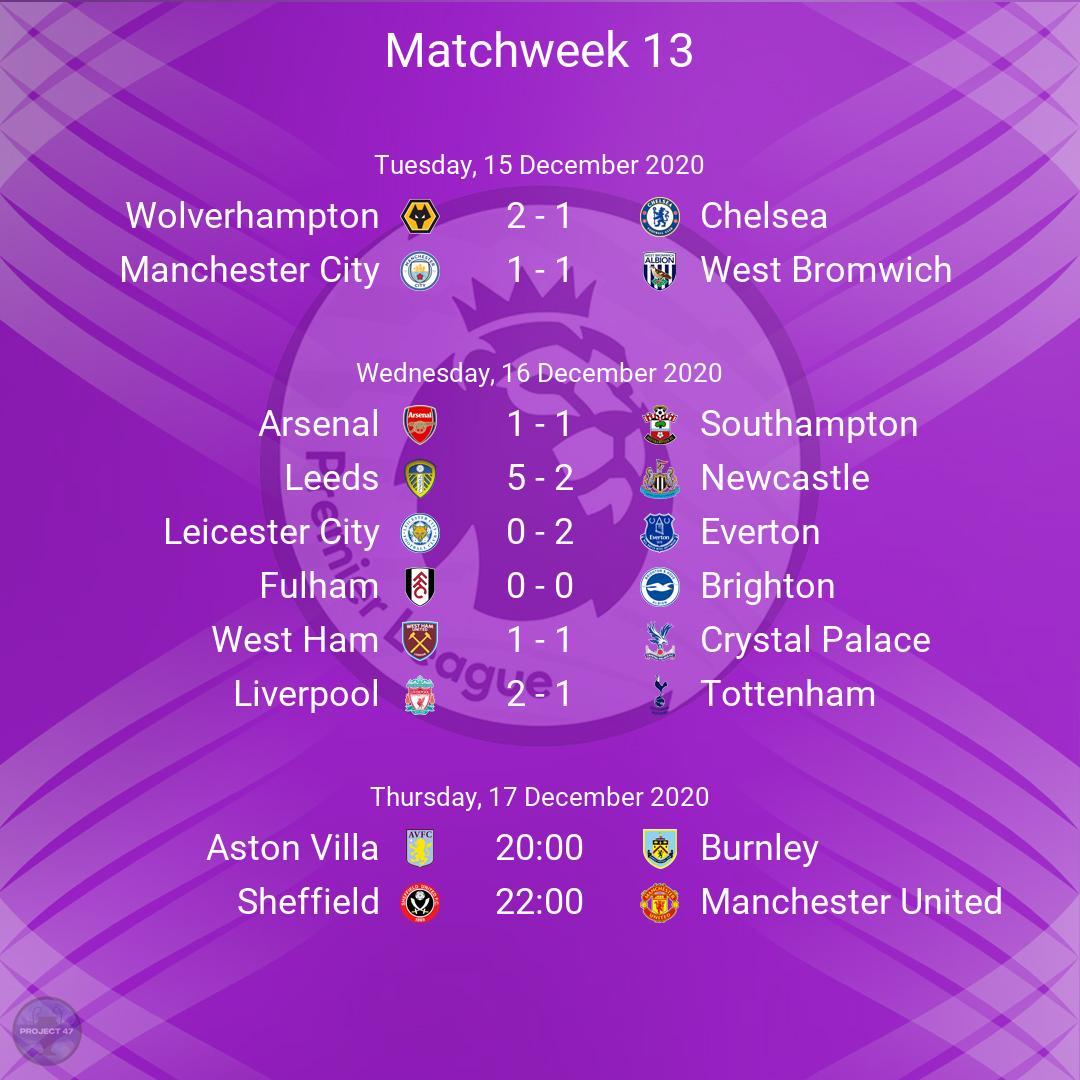 Matchweek 13
Tuesday, 15 December 2020
Wolverhampton 2 - 1 Chelsea
Manchester City 1 - 1 West Bromwich
Wednesday, 16 December 2020
Arsenal 1 - 1 Southampton
Leeds 5 - 2 Newcastle
Leicester City 0 - 2 Everton
Fulham 0 - 0 Brighton
West Ham 1 - 1 Crystal Palace
Liverpool 2 - 1 Tottenham
Premier League
Thursday, 17 December 2020
Aston Villa AVFC 20:00 Burnley
Sheffield 22:00 Manchester United
PROJECT 47